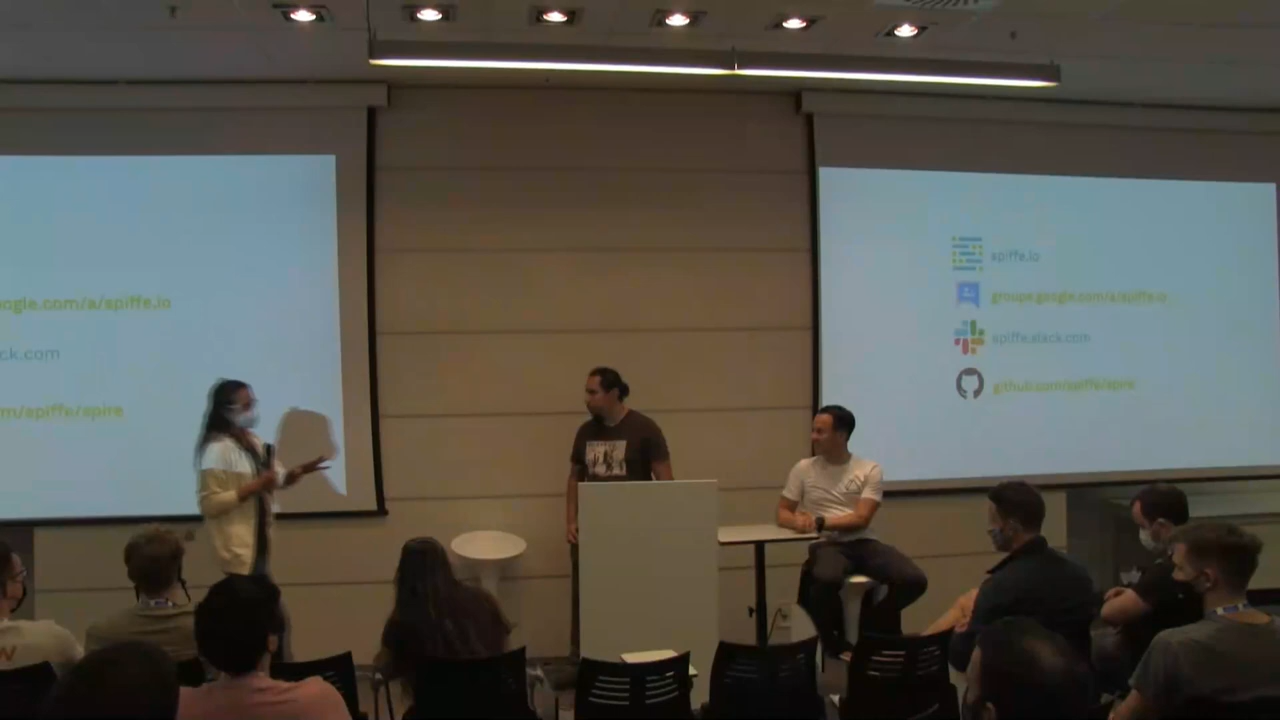 ogle.com/a/spiffe.io
ck.com
m/spiffe/spire
spiffe.io
groups.google.com/a/spiffe.io
spiffe.slack.com
github.com/spiffe/spire